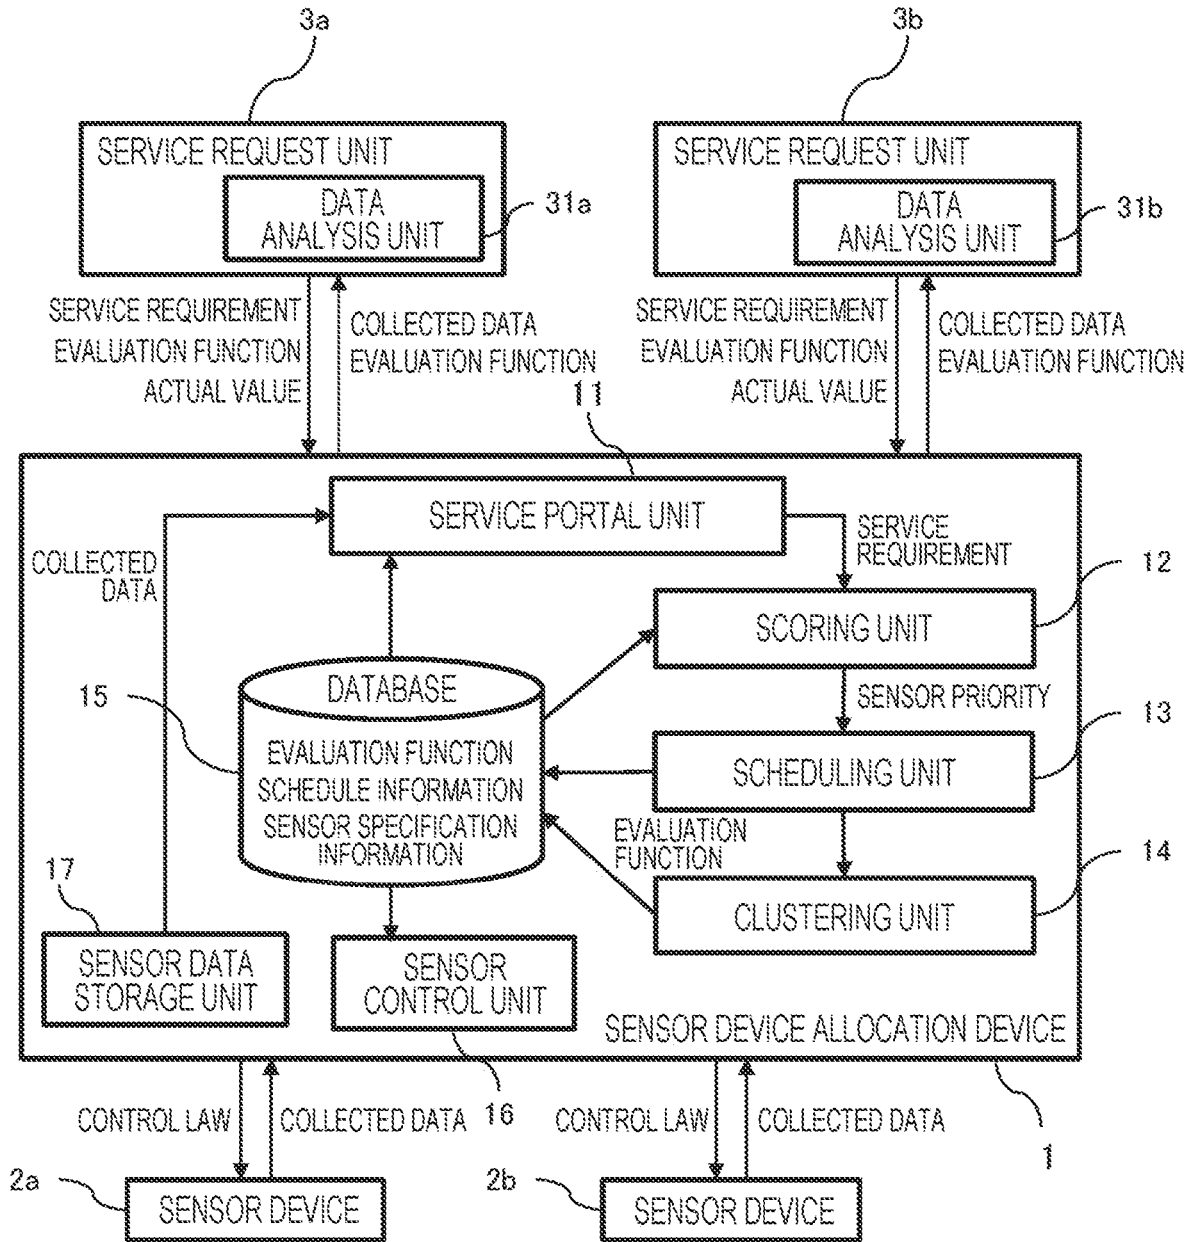 3a
3b
SERVICE REQUEST UNIT
DATA
ANALYSIS UNIT
31a
SERVICE REQUEST UNIT
DATA
ANALYSIS UNIT
31b
SERVICE REQUIREMENT
EVALUATION FUNCTION
ACTUAL VALUE
COLLECTED DATA
EVALUATION FUNCTION
SERVICE REQUIREMENT
EVALUATION FUNCTION
ACTUAL VALUE
COLLECTED DATA
EVALUATION FUNCTION
11
SERVICE PORTAL UNIT
COLLECTED
DATA
SERVICE
REQUIREMENT
12
SCORING UNIT
SENSOR PRIORITY
13
SCHEDULING UNIT
15
DATABASE
EVALUATION FUNCTION
SCHEDULE INFORMATION
SENSOR SPECIFICATION
INFORMATION
EVALUATION
FUNCTION
14
CLUSTERING UNIT
17
SENSOR DATA
STORAGE UNIT
SENSOR
CONTROL UNIT
SENSOR DEVICE ALLOCATION DEVICE
16
1
CONTROL LAW
COLLECTED DATA
CONTROL LAW
COLLECTED DATA
2a
SENSOR DEVICE
2b
SENSOR DEVICE